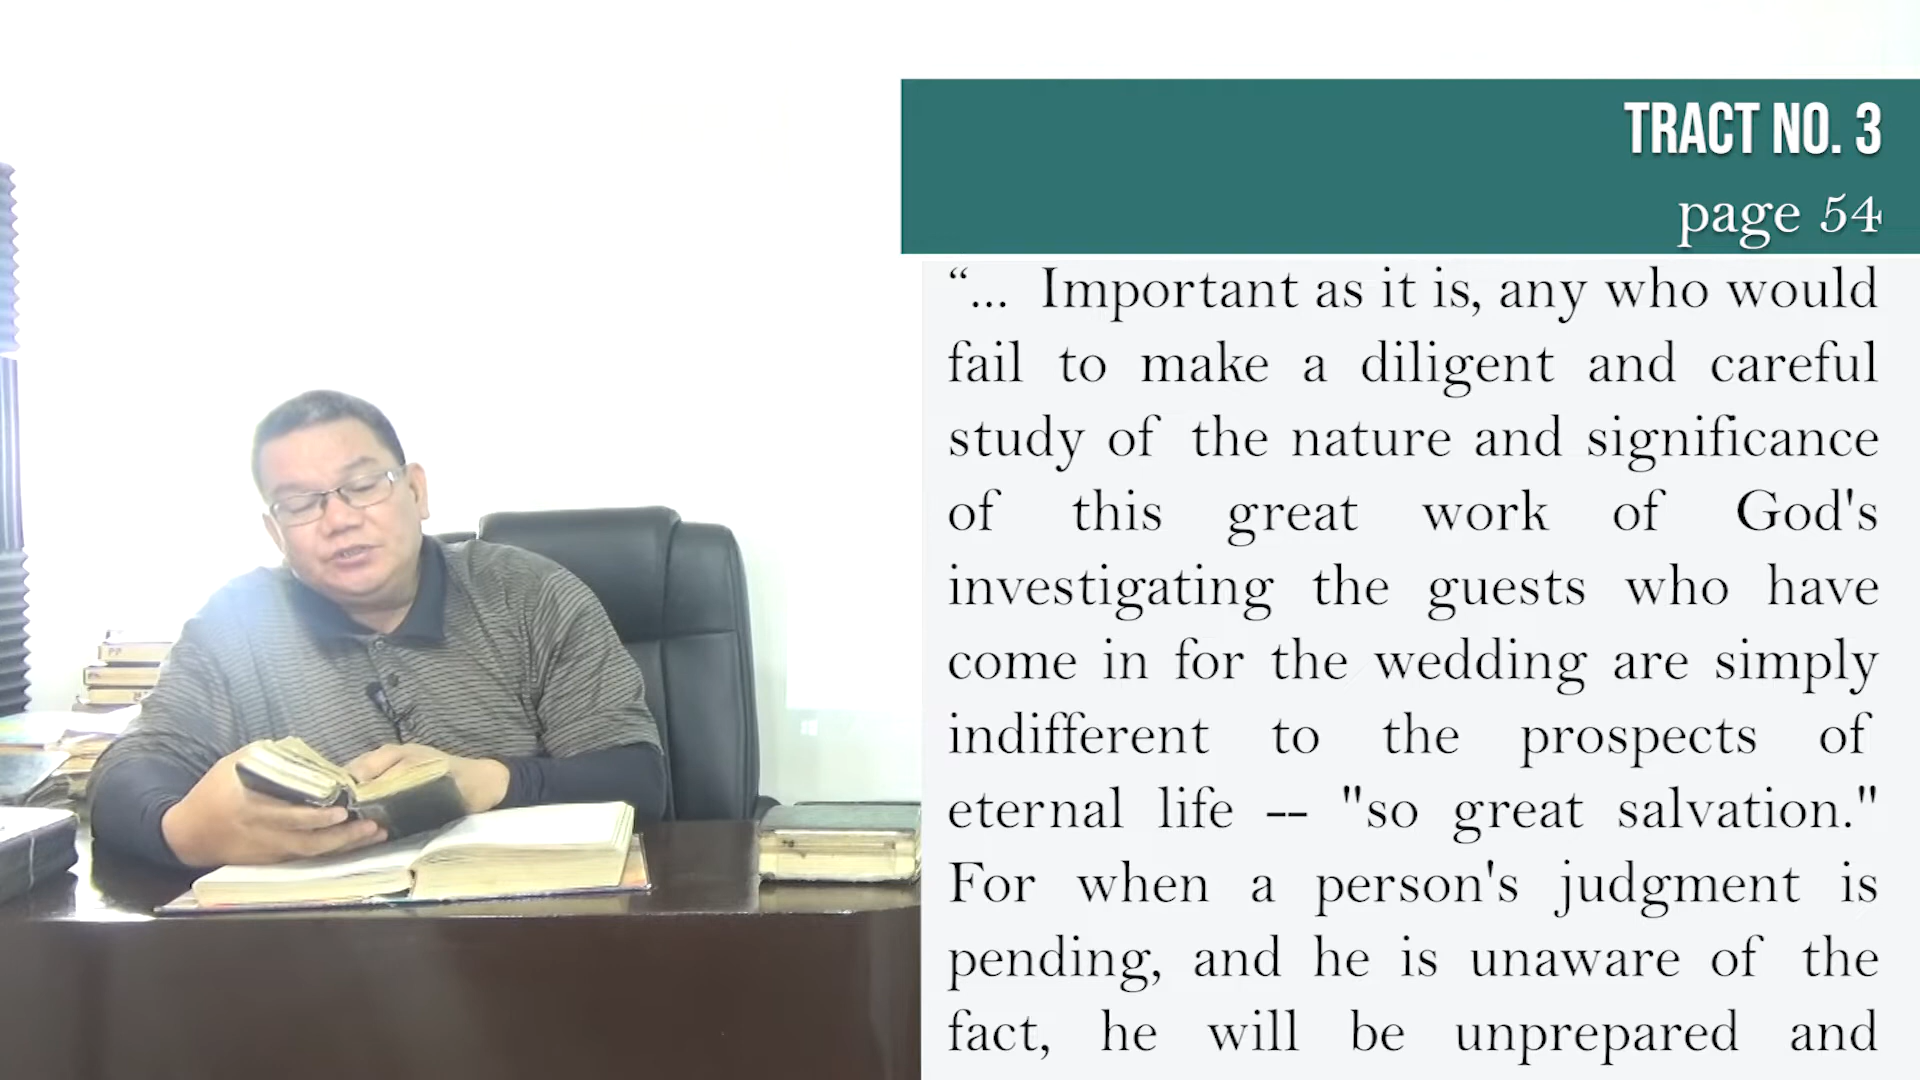 TRACT NO. 3
page 54
“... Important as it is, any who would
fail to make a diligent and careful
study of the nature and significance
of this great work of God's
investigating the guests who have
come in for the wedding are simply
indifferent to the prospects of
eternal life -- "so great salvation."
For when a person's judgment is
pending, and he is unaware of the
fact, he will be unprepared and
PP